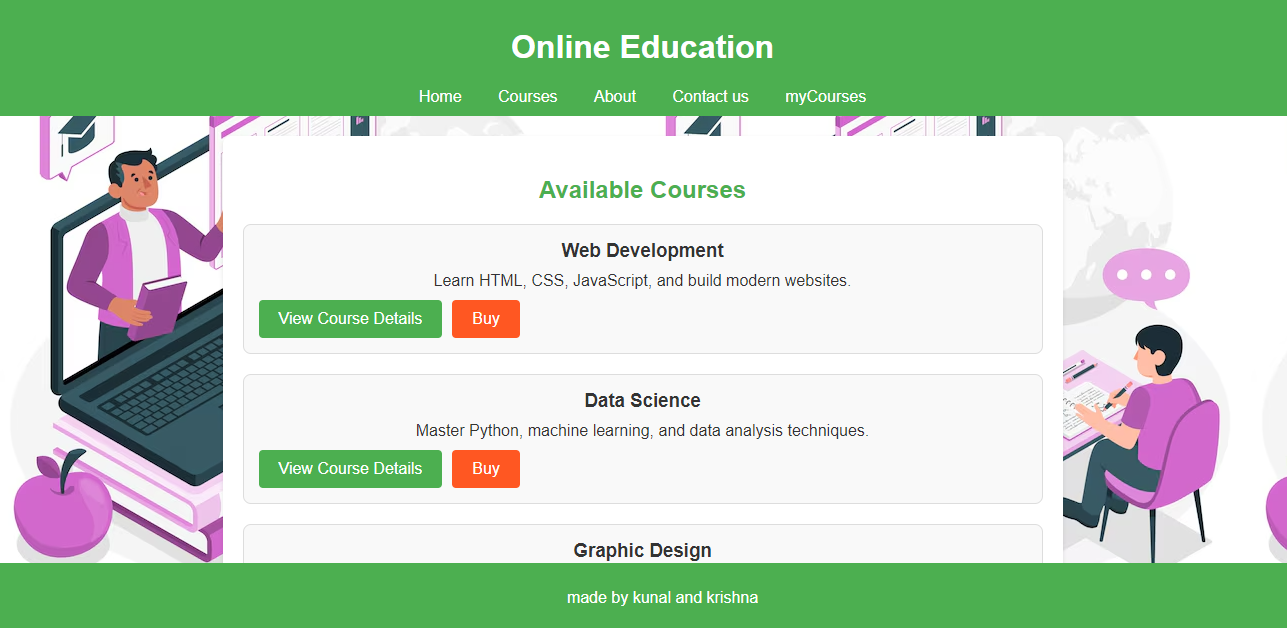 Online Education
Home Courses About Contact us myCourses
Available Courses
Web Development
Learn HTML, CSS, JavaScript, and build modern websites.
View Course Details Buy
Data Science
Master Python, machine learning, and data analysis techniques.
View Course Details Buy
Graphic Design
made by kunal and krishna